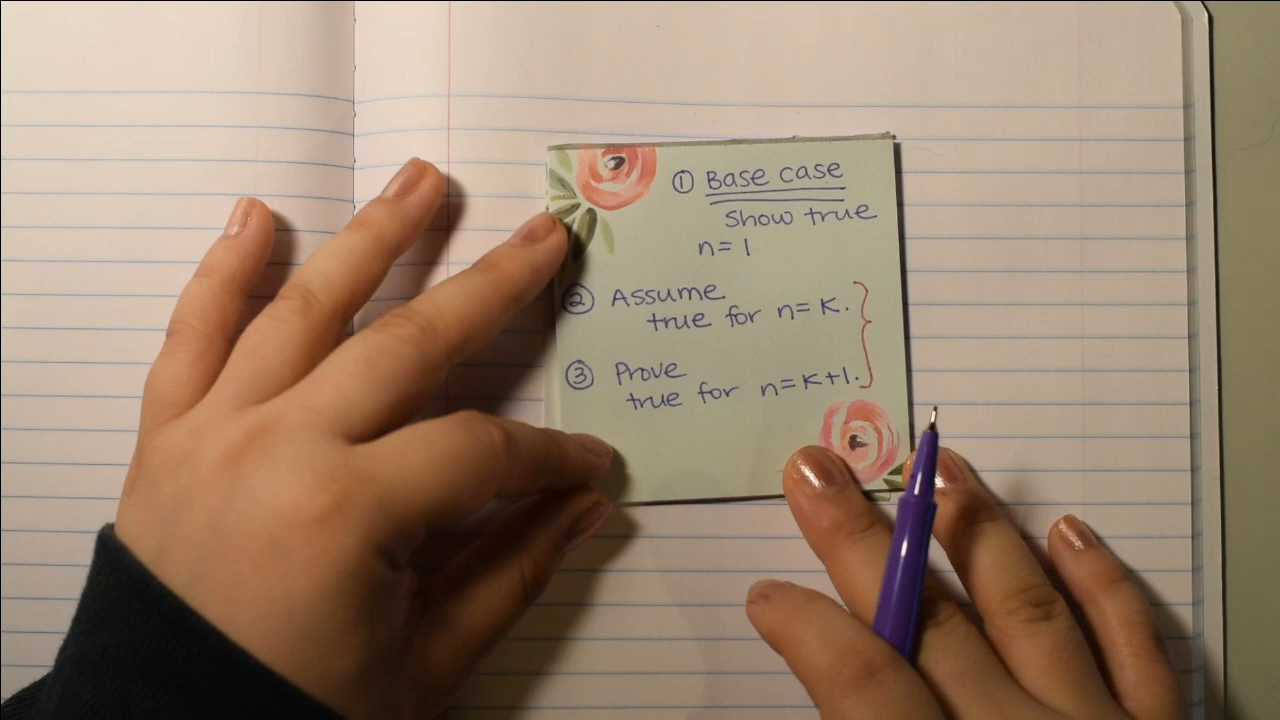 ① Base case
Show true
n=1
② Assume
true for n=k.
③ Prove
true for n=k+1.